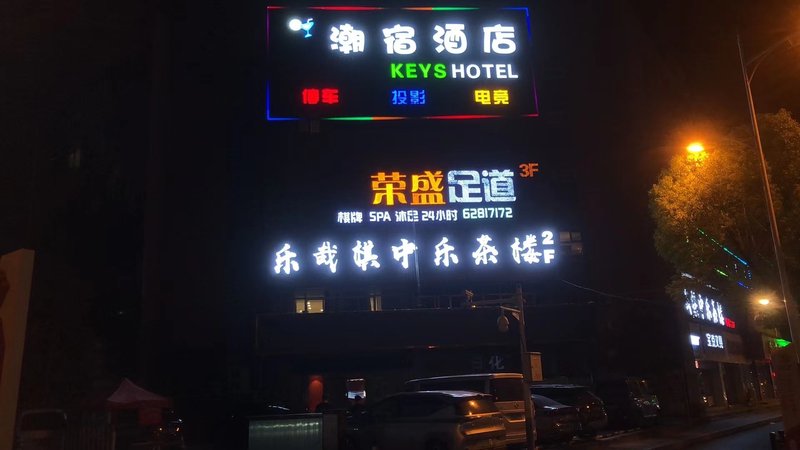 潮宿酒店
KEYS HOTEL
停车 投影 电竞
荣盛足道 3F
棋牌 SPA 沐足 24小时 62817172
乐哉棋中乐茶楼 2F